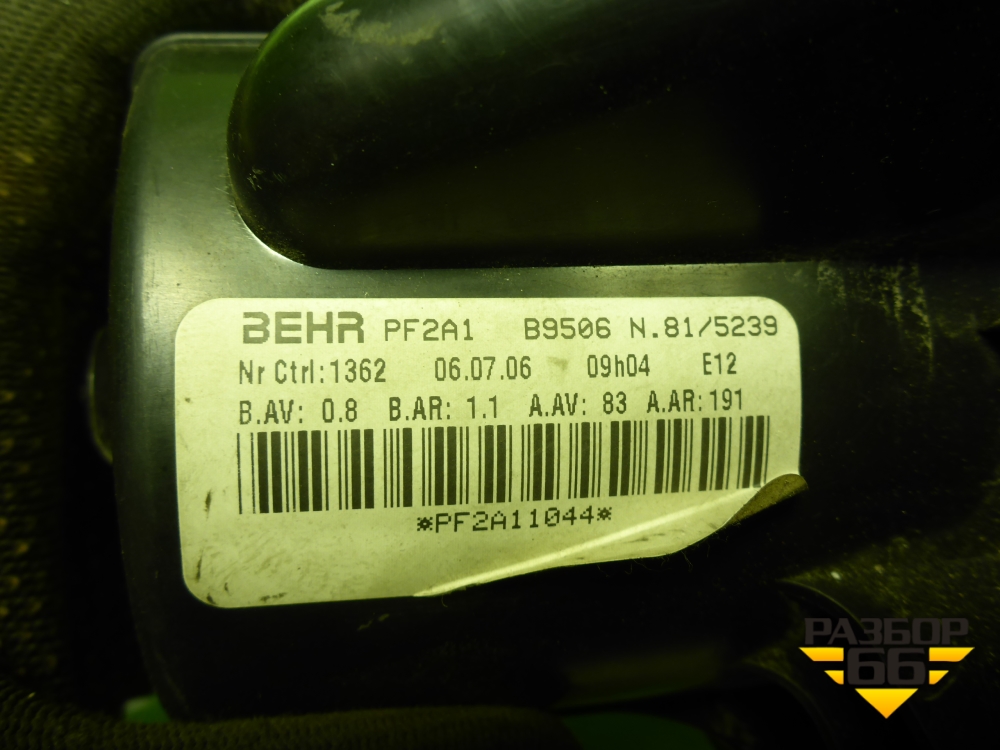 BEHR PF2A1 B9506 N.81/5239
Nr Ctrl:1362 06.07.06 09h04 E12
B.AV: 0.8 B.AR: 1.1 A.AV: 83 A.AR: 191
*PF2A11044*
РАЗБОР
66